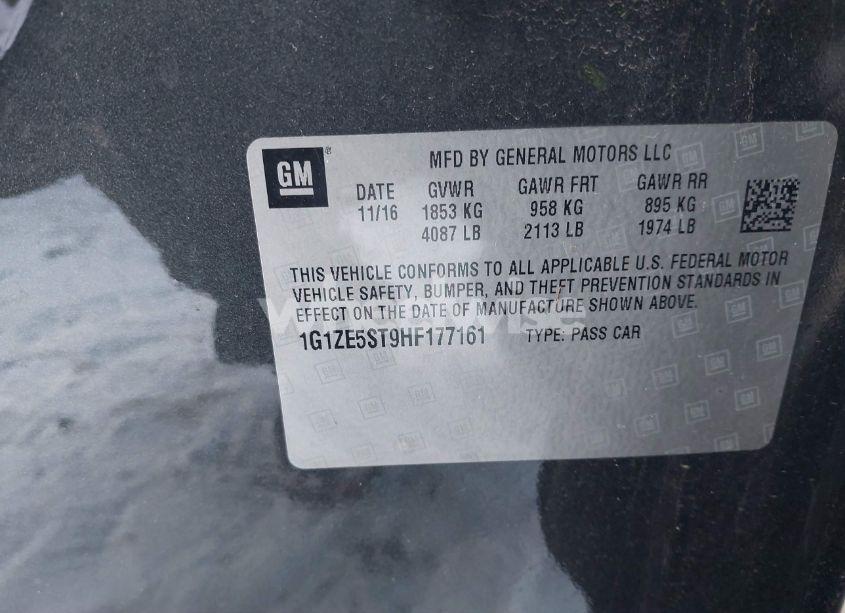 GM
MFD BY GENERAL MOTORS LLC
DATE GVWR GAWR FRT GAWR RR
11/16 1853 KG 958 KG 895 KG
4087 LB 2113 LB 1974 LB
THIS VEHICLE CONFORMS TO ALL APPLICABLE U.S. FEDERAL MOTOR
VEHICLE SAFETY, BUMPER, AND THEFT PREVENTION STANDARDS IN
EFFECT ON THE DATE OF MANUFACTURE SHOWN ABOVE.
1G1ZE5ST9HF177161 TYPE: PASS CAR